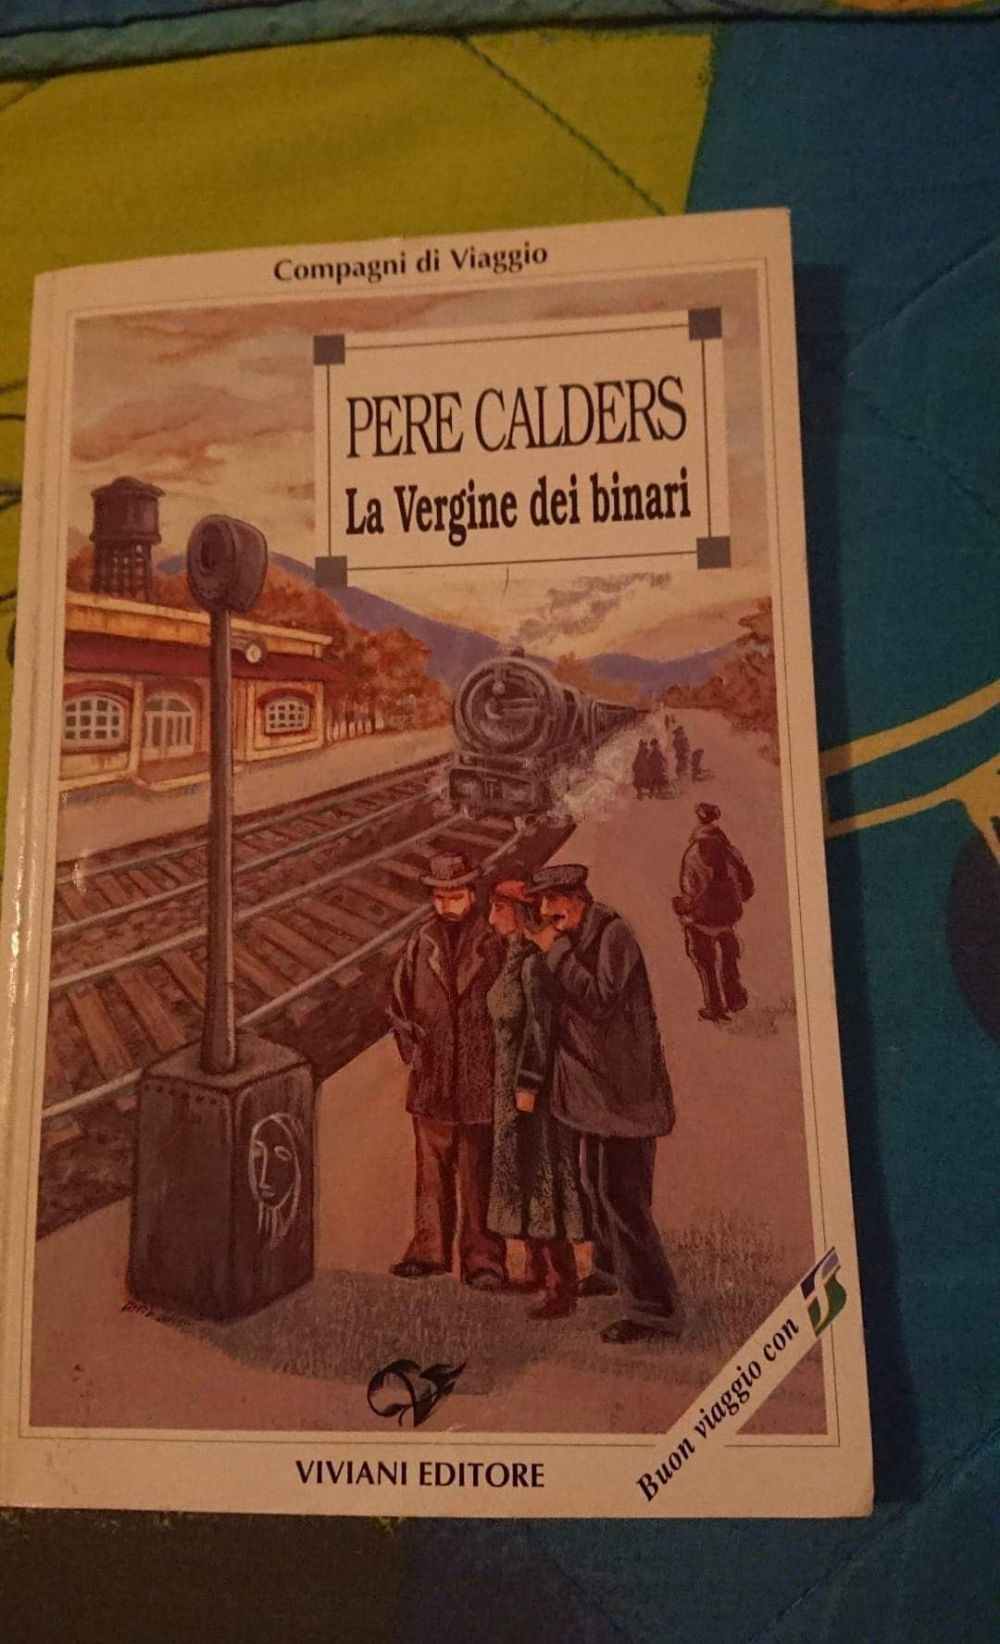 Compagni di Viaggio
PERE CALDERS
La Vergine dei binari
Buon viaggio con
VIVIANI EDITORE